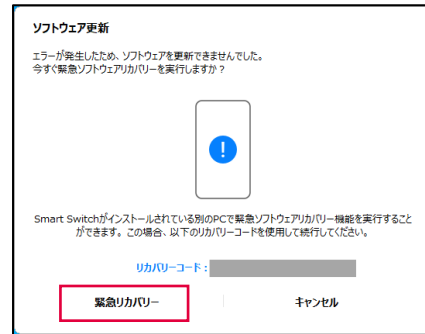 ソフトウェア更新
エラーが発生したため、ソフトウェアを更新できませんでした。
今すぐ緊急ソフトウェアリカバリーを実行しますか？
!
Smart Switchがインストールされている別のPCで緊急ソフトウェアリカバリー機能を実行すること
ができます。この場合、以下のリカバリーコードを使用して続行してください。
リカバリーコード：
緊急リカバリー
キャンセル